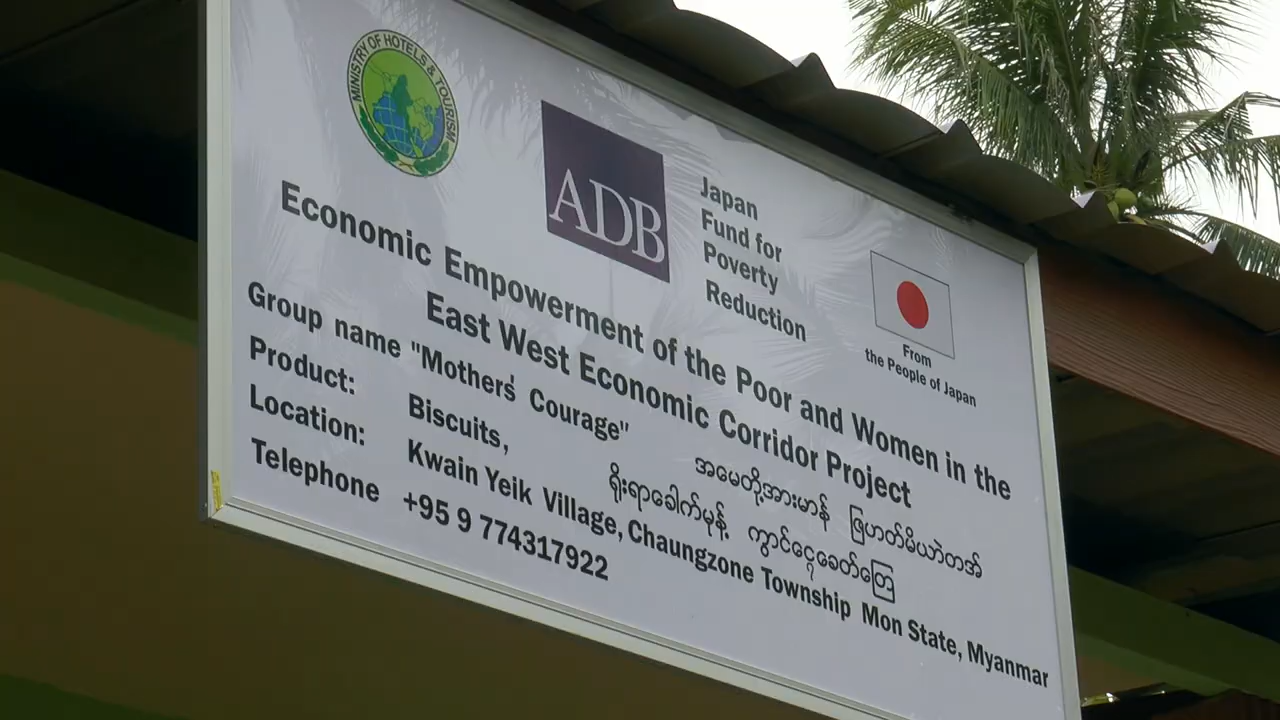 MINISTRY OF HOTELS & TOURISM
ADB
Japan
Fund for
Poverty
Reduction
From
the People of Japan
Economic Empowerment of the Poor and Women in the
East West Economic Corridor Project
Group name "Mothers' Courage" အမေတို့အားမာန် ဖြဟတ်မိယာဲတအ်
Product: Biscuits, ရိုးရာခေါက်မုန့် ကွာင်ငှေ့ခေတ်တြေ
Location: Kwain Yeik Village, Chaungzone Township Mon State, Myanmar
Telephone +95 9 774317922